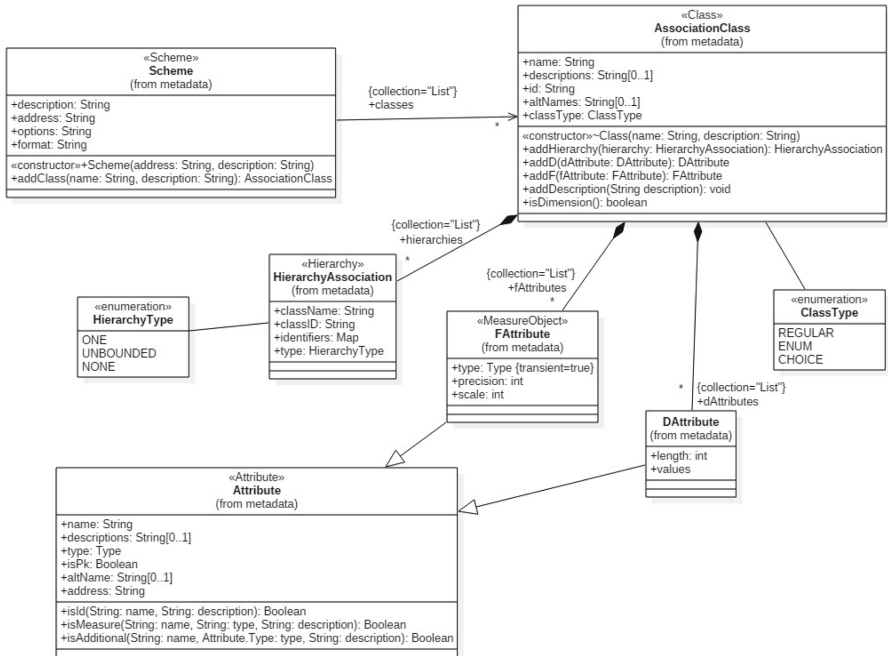 «Scheme»
Scheme
(from metadata)
+description: String
+address: String
+options: String
+format: String
«constructor»+Scheme(address: String, description: String)
+addClass(name: String, description: String): AssociationClass
{collection="List"}
+classes
*
«Class»
AssociationClass
(from metadata)
+name: String
+descriptions: String[0..1]
+id: String
+altNames: String[0..1]
+classType: ClassType
«constructor»~Class(name: String, description: String)
+addHierarchy(hierarchy: HierarchyAssociation): HierarchyAssociation
+addD(dAttribute: DAttribute): DAttribute
+addF(fAttribute: FAttribute): FAttribute
+addDescription(String description): void
+isDimension(): boolean
{collection="List"}
+hierarchies
*
«Hierarchy»
HierarchyAssociation
(from metadata)
+className: String
+classID: String
+identifiers: Map
+type: HierarchyType
«enumeration»
HierarchyType
ONE
UNBOUNDED
NONE
{collection="List"}
+fAttributes
*
«MeasureObject»
FAttribute
(from metadata)
+type: Type {transient=true}
+precision: int
+scale: int
«enumeration»
ClassType
REGULAR
ENUM
CHOICE
* {collection="List"}
+dAttributes
DAttribute
(from metadata)
+length: int
+values
«Attribute»
Attribute
(from metadata)
+name: String
+descriptions: String[0..1]
+type: Type
+isPk: Boolean
+altName: String[0..1]
+address: String
+isId(String: name, String: description): Boolean
+isMeasure(String: name, String: type, String: description): Boolean
+isAdditional(String: name, Attribute.Type: type, String: description): Boolean